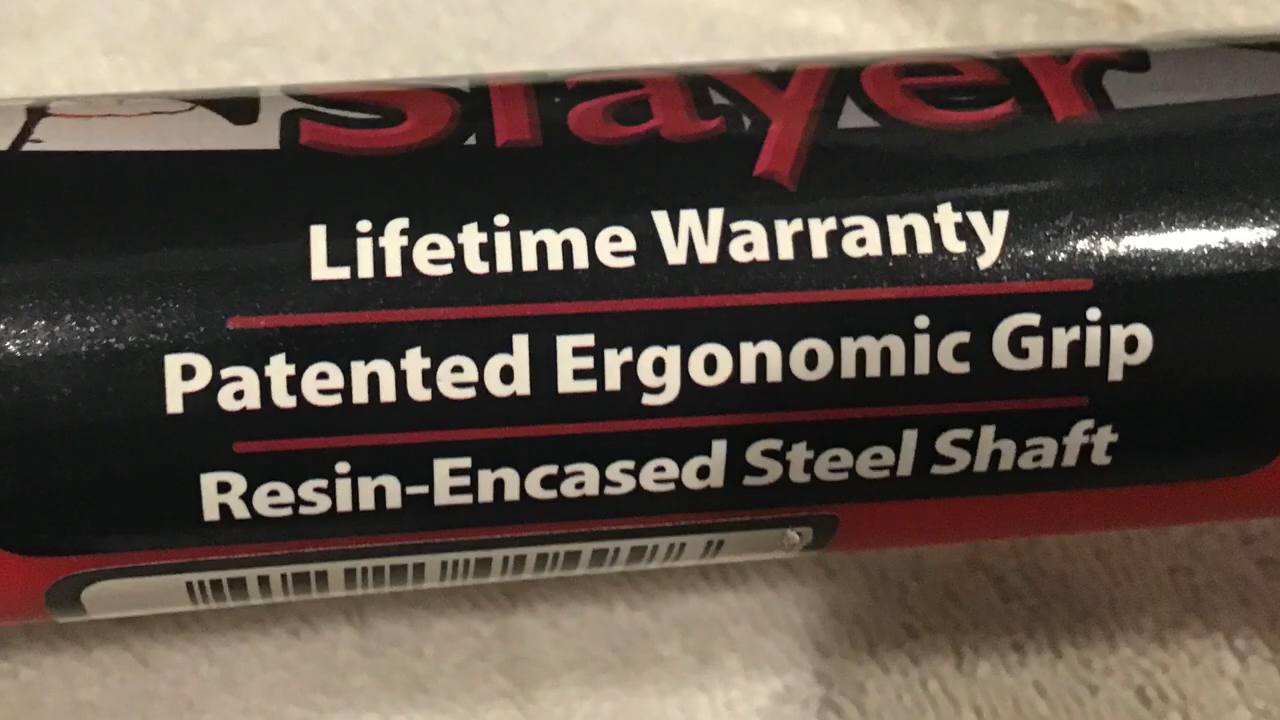 Slayer
Lifetime Warranty
Patented Ergonomic Grip
Resin-Encased Steel Shaft